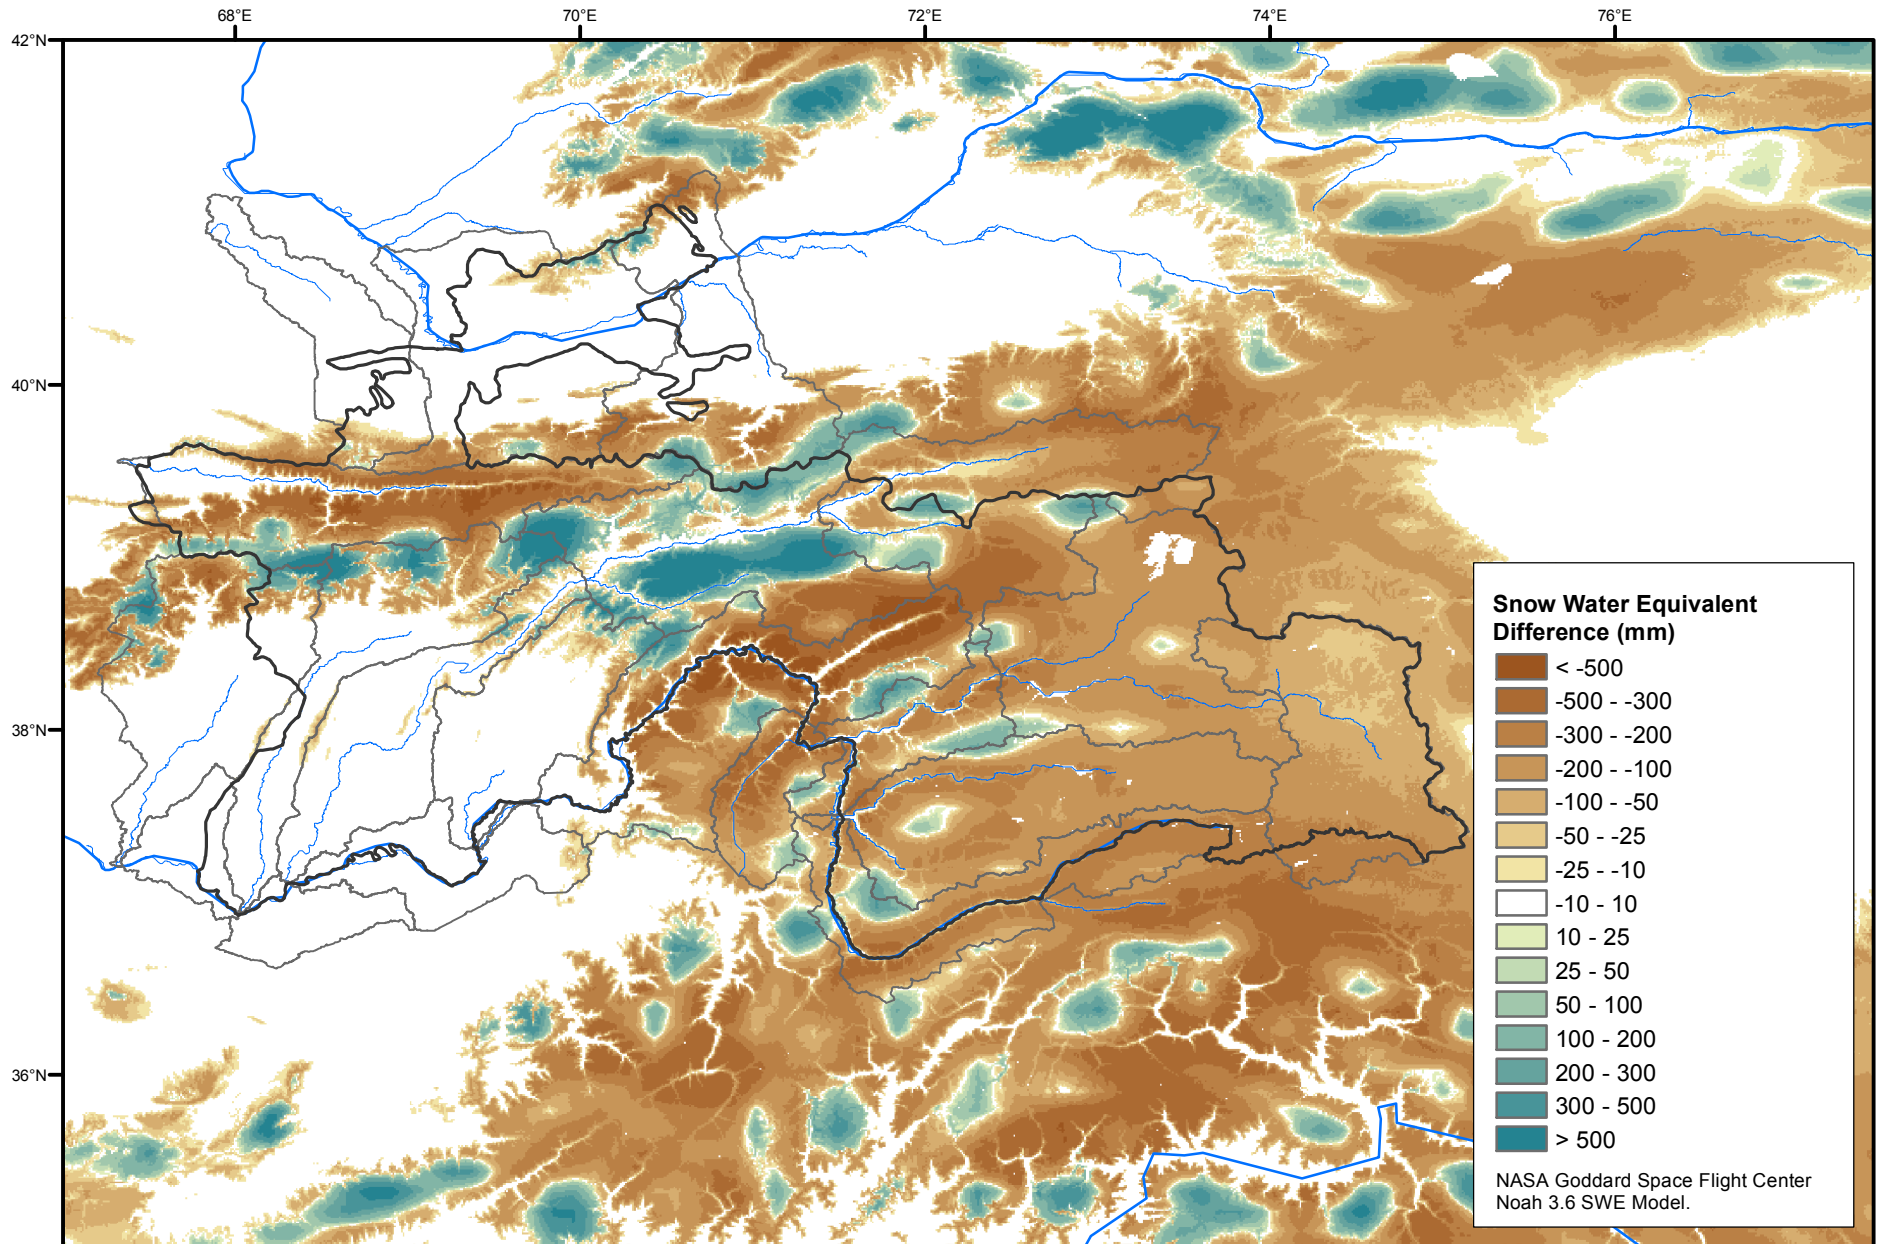 68°E 70°E 72°E 74°E 76°E
42°N
40°N
38°N
36°N
Snow Water Equivalent
Difference (mm)
< -500
-500 - -300
-300 - -200
-200 - -100
-100 - -50
-50 - -25
-25 - -10
-10 - 10
10 - 25
25 - 50
50 - 100
100 - 200
200 - 300
300 - 500
> 500
NASA Goddard Space Flight Center
Noah 3.6 SWE Model.